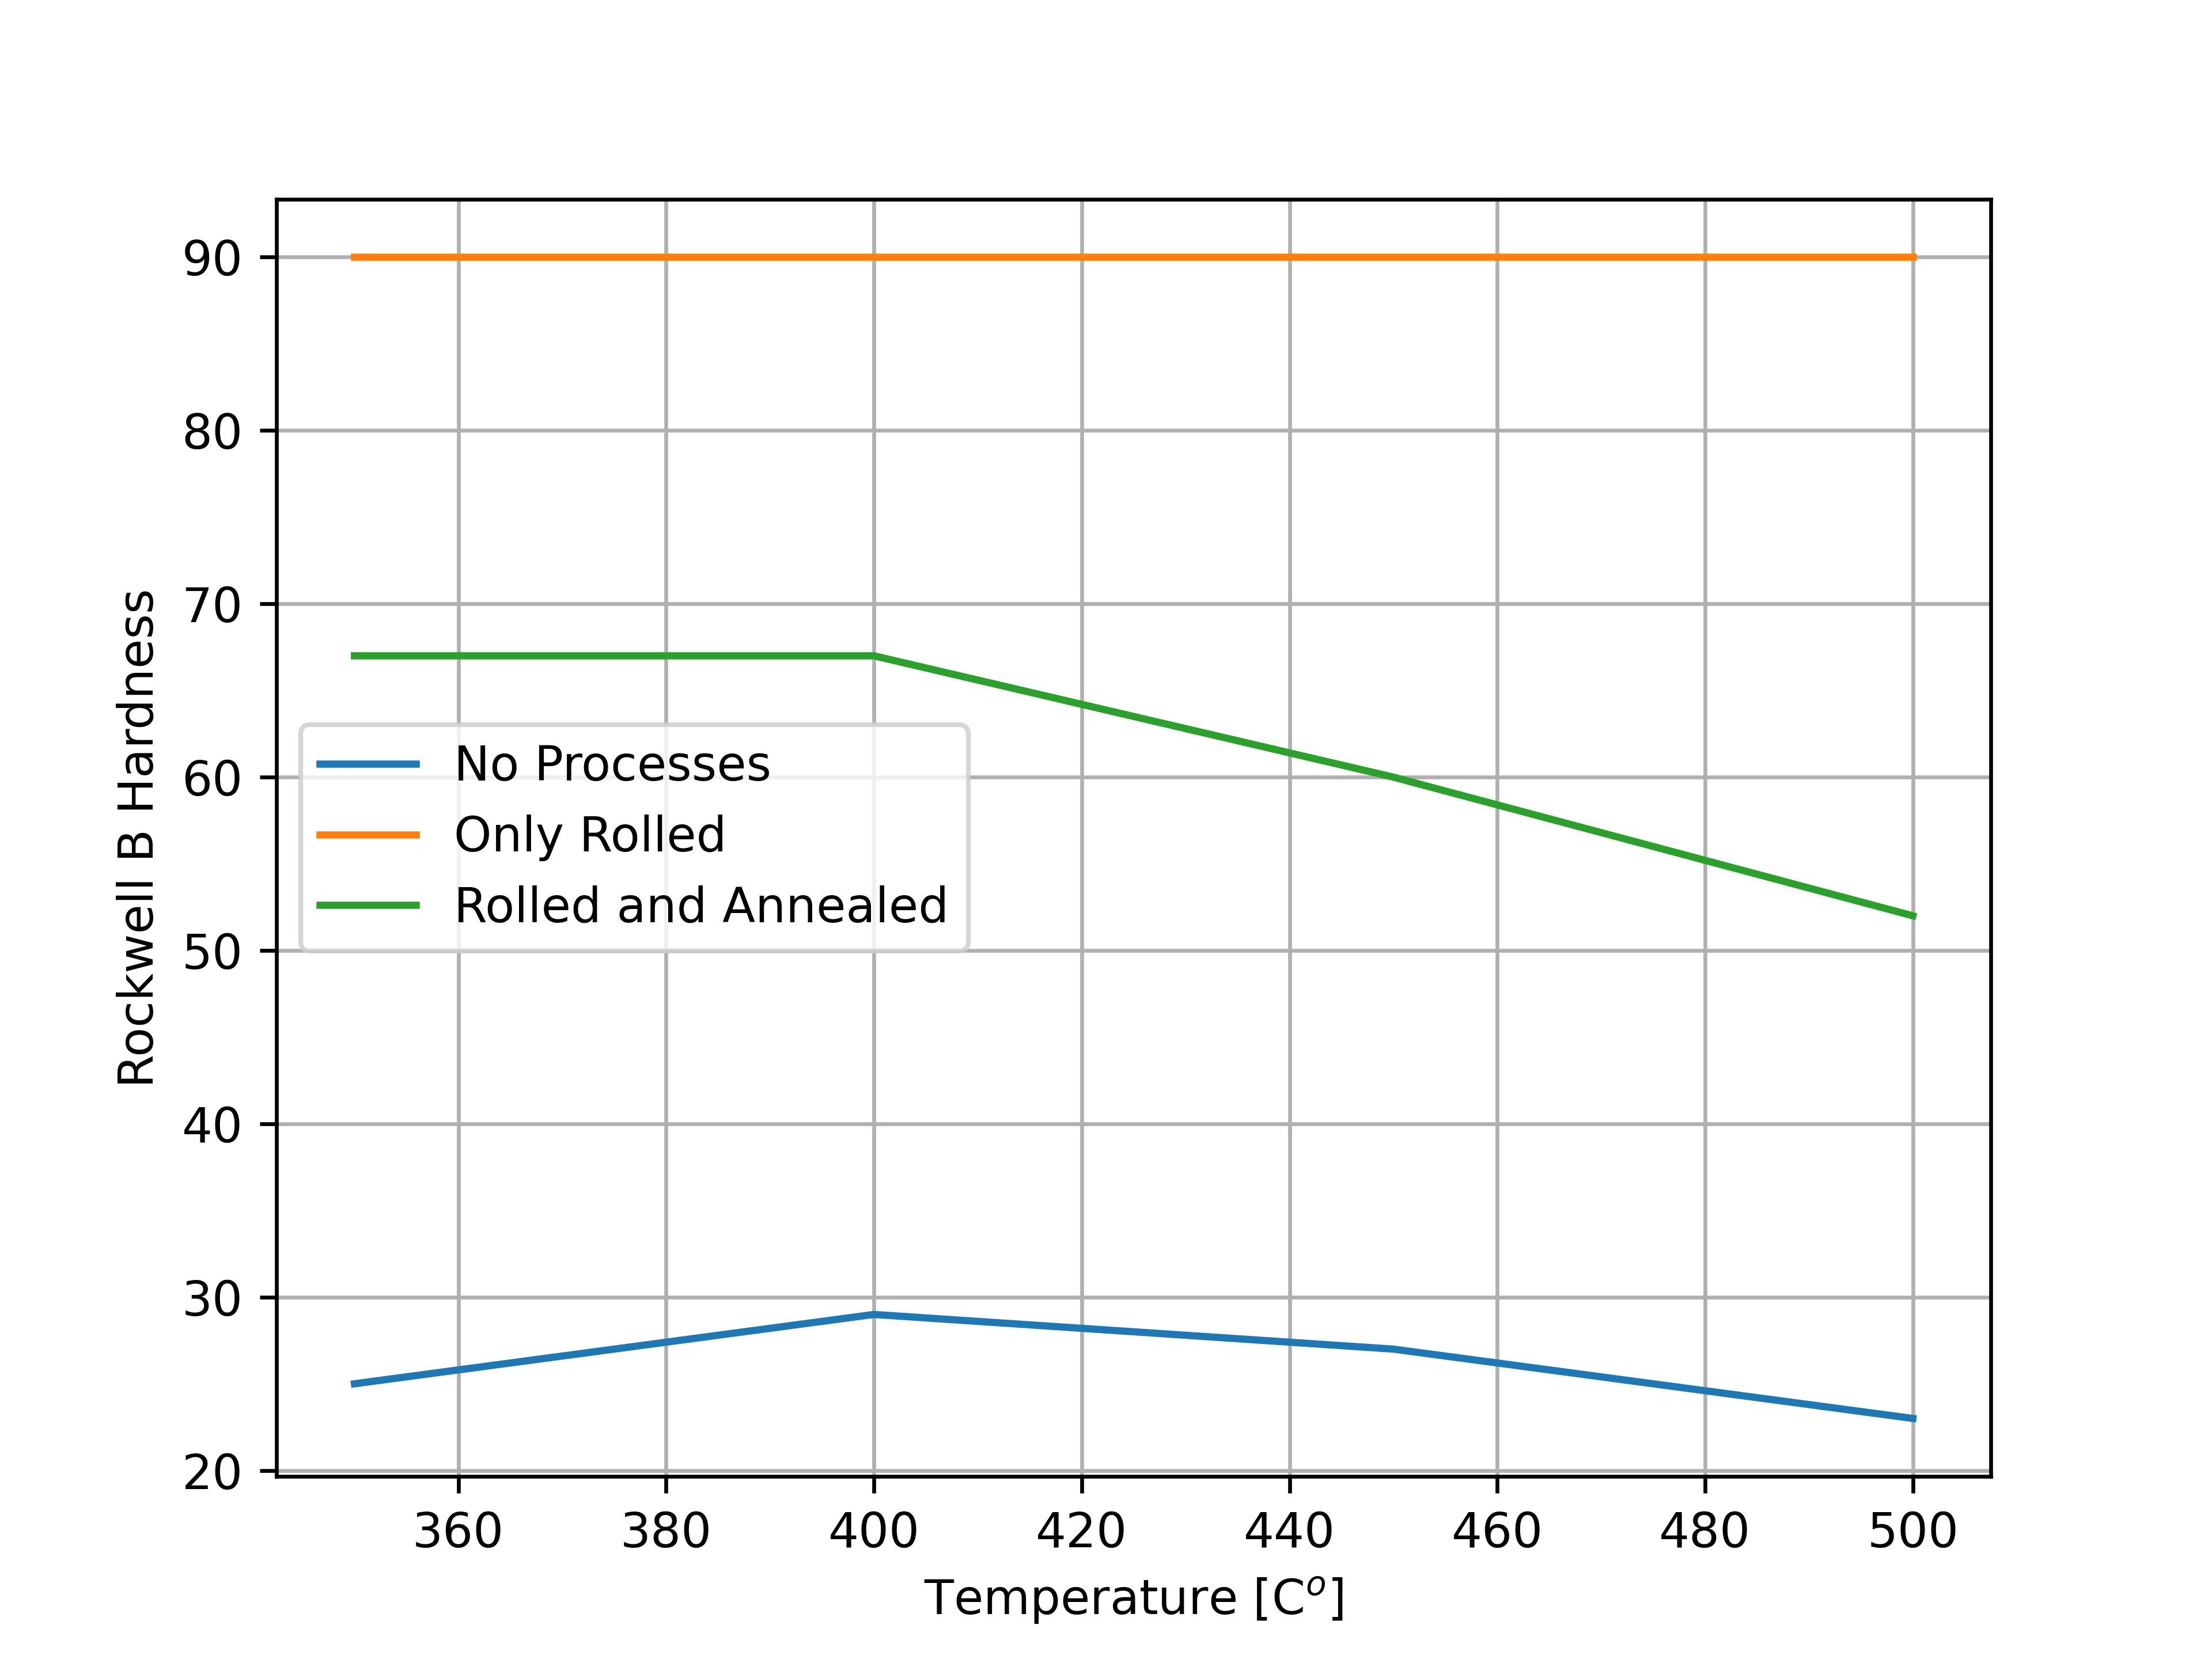 90
80
70
60
50
40
30
20
Rockwell B Hardness
No Processes
Only Rolled
Rolled and Annealed
360 380 400 420 440 460 480 500
Temperature [Cᵒ]